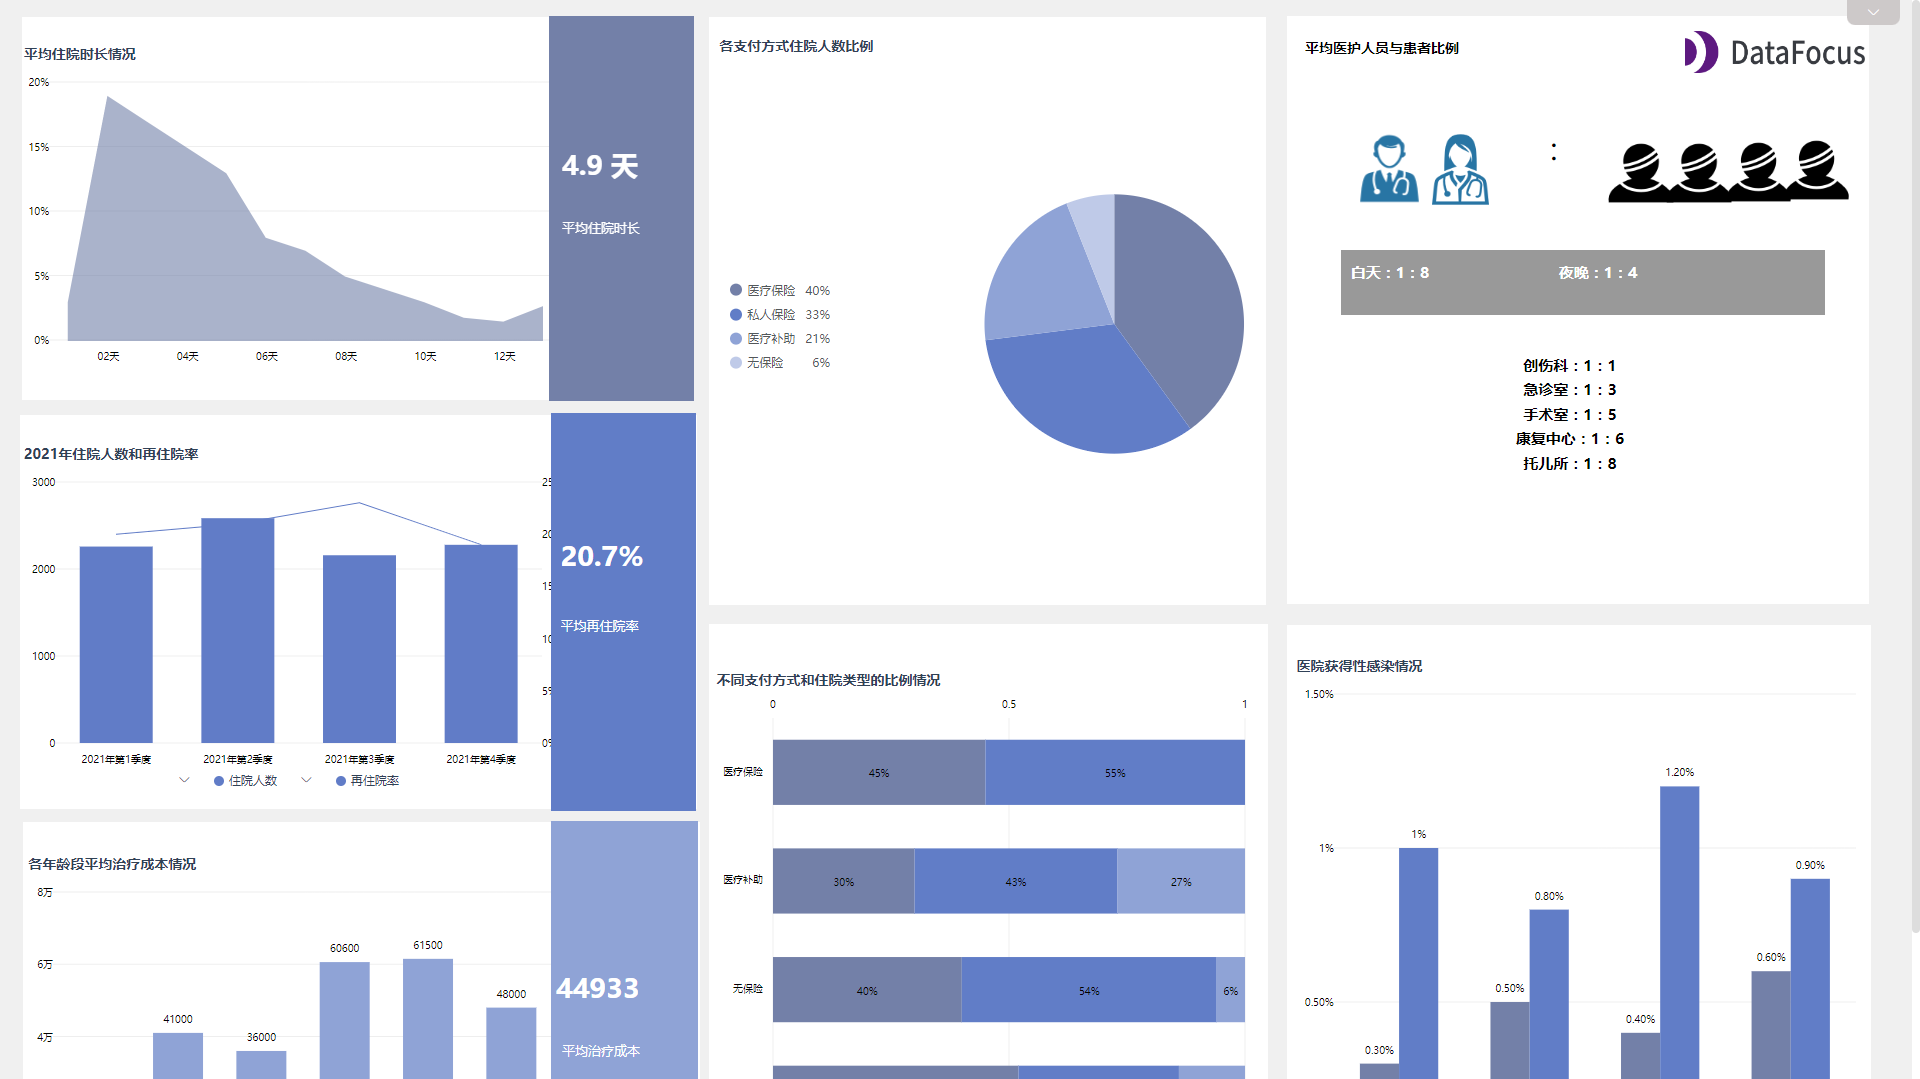 平均住院时长情况
20%
15%
10%
5%
0%
02天 04天 06天 08天 10天 12天
4.9 天
平均住院时长
2021年住院人数和再住院率
3000
2000
1000
0
25
20
15
10
5%
0%
2021年第1季度 2021年第2季度 2021年第3季度 2021年第4季度
住院人数 再住院率
20.7%
平均再住院率
各年龄段平均治疗成本情况
8万
6万
4万
41000
36000
60600
61500
48000
44933
平均治疗成本
各支付方式住院人数比例
医疗保险 40%
私人保险 33%
医疗补助 21%
无保险 6%
不同支付方式和住院类型的比例情况
0 0.5 1
医疗保险 45% 55%
医疗补助 30% 43% 27%
无保险 40% 54% 6%
平均医护人员与患者比例
DataFocus
:
白天：1：8 夜晚：1：4
创伤科：1：1
急诊室：1：3
手术室：1：5
康复中心：1：6
托儿所：1：8
医院获得性感染情况
1.50%
1%
0.50%
0.30%
1%
0.50%
0.80%
0.40%
1.20%
0.60%
0.90%